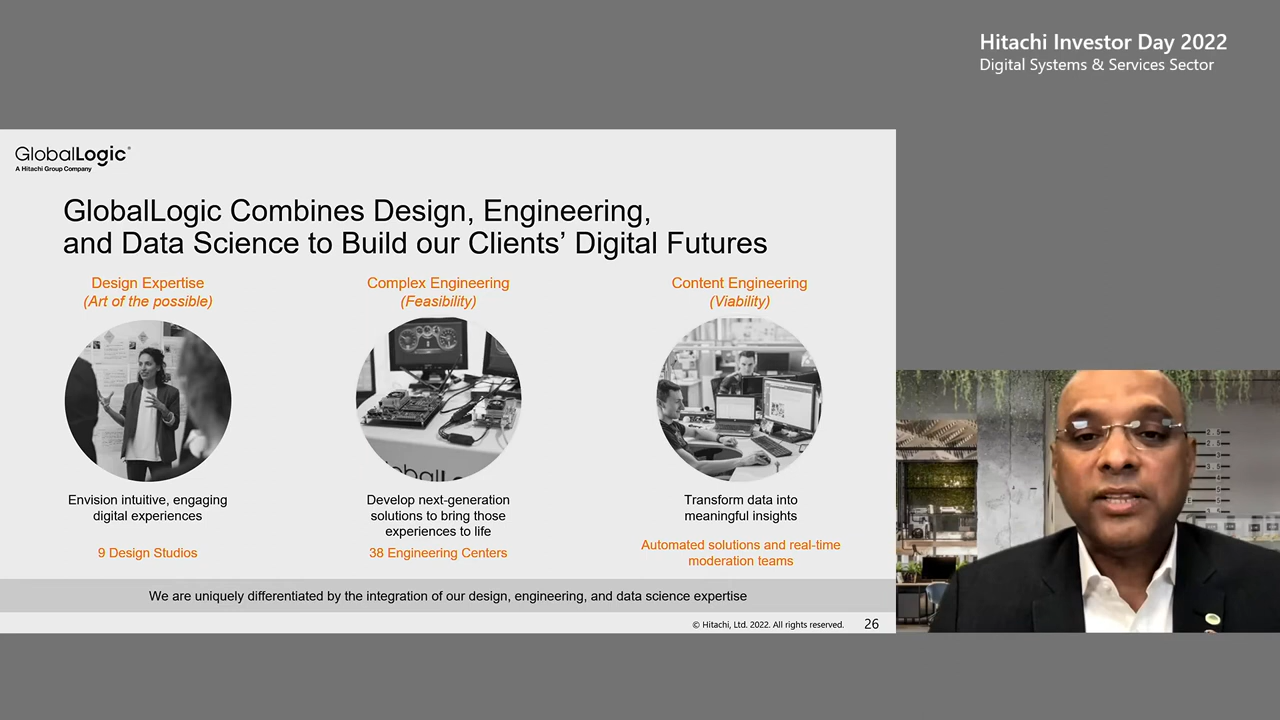 Hitachi Investor Day 2022
Digital Systems & Services Sector
GlobalLogic®
A Hitachi Group Company
GlobalLogic Combines Design, Engineering,
and Data Science to Build our Clients’ Digital Futures
Design Expertise
(Art of the possible)
Complex Engineering
(Feasibility)
Content Engineering
(Viability)
Envision intuitive, engaging
digital experiences
9 Design Studios
Develop next-generation
solutions to bring those
experiences to life
38 Engineering Centers
Transform data into
meaningful insights
Automated solutions and real-time
moderation teams
We are uniquely differentiated by the integration of our design, engineering, and data science expertise
© Hitachi, Ltd. 2022. All rights reserved.
26